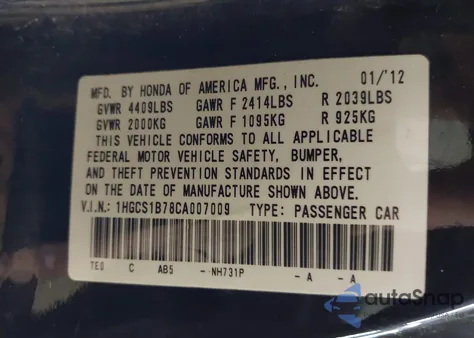 MFD. BY HONDA OF AMERICA MFG., INC. 01/'12
GVWR 4409LBS GAWR F 2414LBS R 2039LBS
GVWR 2000KG GAWR F 1095KG R 925KG
THIS VEHICLE CONFORMS TO ALL APPLICABLE
FEDERAL MOTOR VEHICLE SAFETY, BUMPER,
AND THEFT PREVENTION STANDARDS IN EFFECT
ON THE DATE OF MANUFACTURE SHOWN ABOVE.
V.I.N.: 1HGCS1B78CA007009 TYPE: PASSENGER CAR
TE0 C AB5 - NH731P - A - A
autoSnap